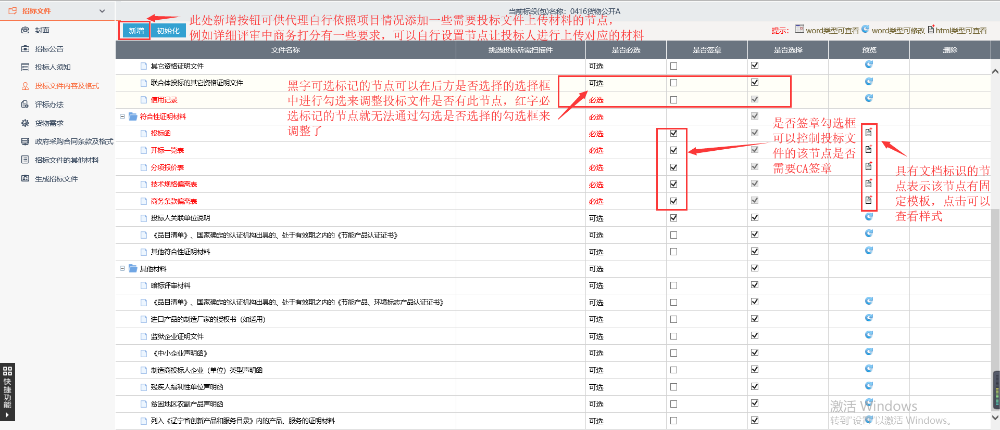 招标文件
封面
招标公告
投标人须知
投标文件内容及格式
评标办法
货物需求
政府采购合同条款及格式
招标文件的其他材料
生成招标文件
快捷功能
当前标段(包)名称：0416货物公开A
新增
初始化
此处新增按钮可供代理自行依照项目情况添加一些需要投标文件上传材料的节点，
例如详细评审中商务打分有一些要求，可以自行设置节点让投标人进行上传对应的材料
提示： word类型可查看 word类型可修改 html类型可查看
文件名称 挑选投标所需扫描件 是否必选 是否签章 是否选择 预览 删除
其它资格证明文件 可选
联合体投标的其它资格证明文件 可选
信用记录 必选
符合性证明材料 必选
投标函 必选
开标一览表 必选
分项报价表 必选
技术规格偏离表 必选
商务条款偏离表 必选
投标人关联单位说明 可选
《品目清单》、国家确定的认证机构出具的、处于有效期之内的《节能产品认证证书》 可选
其他符合性证明材料 可选
其他材料 可选
暗标评审材料 可选
《品目清单》、国家确定的认证机构出具的、处于有效期之内的《节能产品、环境标志产品认证证书》 可选
进口产品的制造厂家的授权书（如适用） 可选
监狱企业证明文件 可选
《中小企业声明函》 可选
制造商投标人企业（单位）类型声明函 可选
残疾人福利性单位声明函 可选
贫困地区农副产品声明函 可选
列入《辽宁省创新产品和服务目录》内的产品、服务的证明材料 可选
黑字可选标记的节点可以在后方是否选择的选择框
中进行勾选来调整投标文件是否有此节点，红字必
选标记的节点就无法通过勾选是否选择的勾选框来
调整了
是否签章勾选框
可以控制投标文
件的该节点是否
需要CA签章
具有文档标识的节
点表示该节点有固
定模板，点击可以
查看样式
激活 Windows
转到“设置”以激活 Windows。